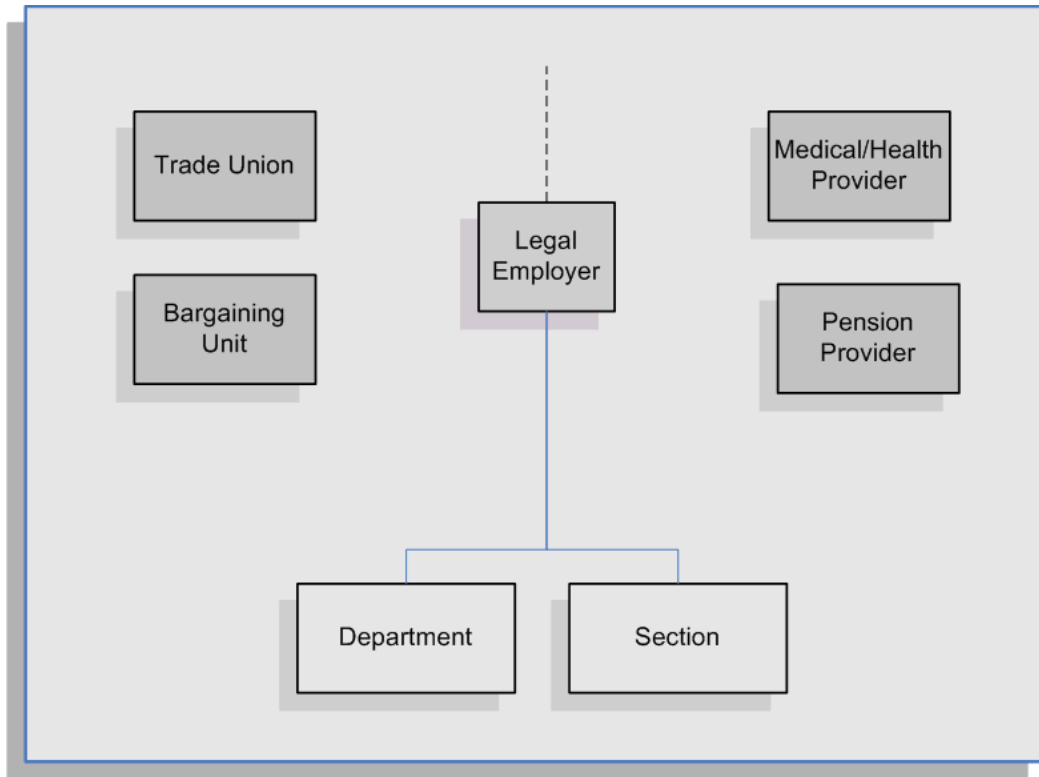 Trade Union
Medical/Health
Provider
Legal
Employer
Bargaining
Unit
Pension
Provider
Department
Section